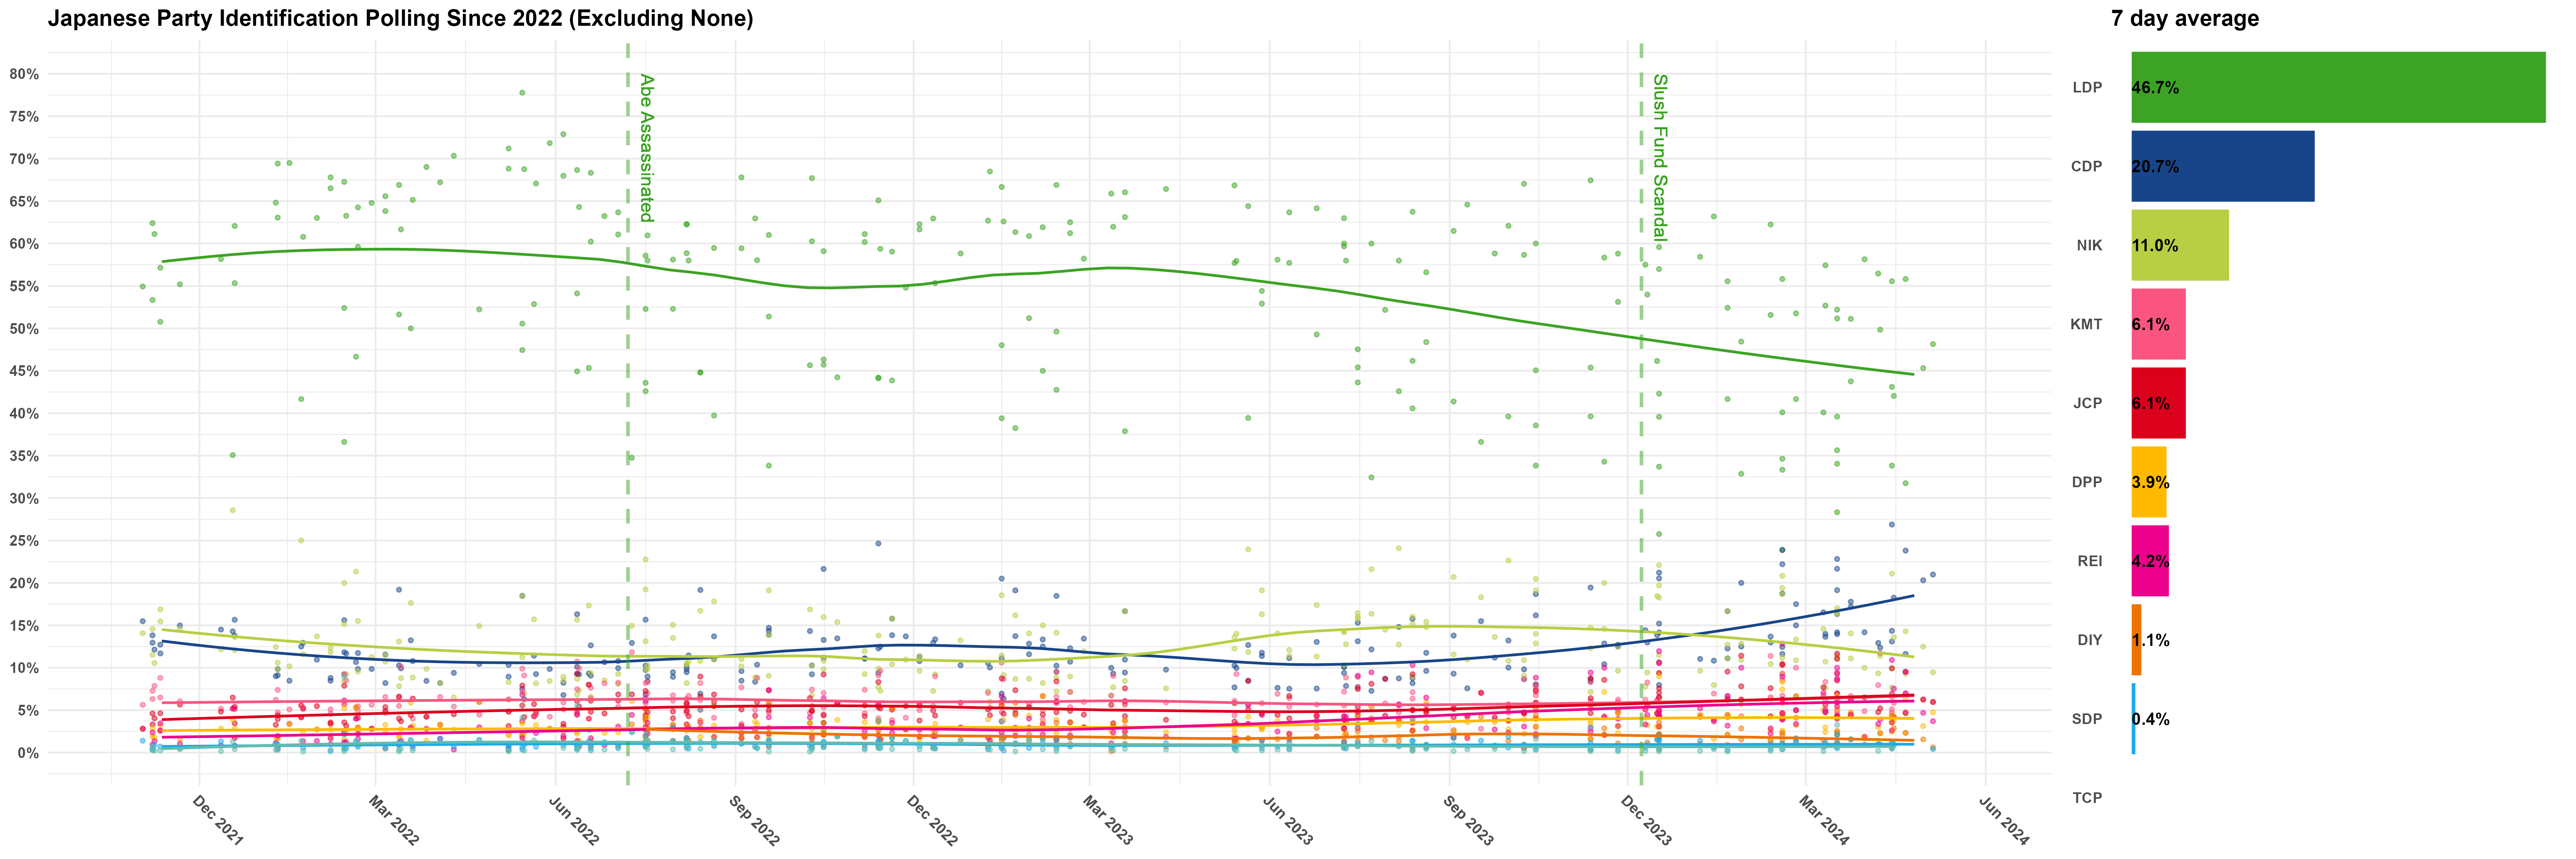 Japanese Party Identification Polling Since 2022 (Excluding None)
80%
75%
70%
65%
60%
55%
50%
45%
40%
35%
30%
25%
20%
15%
10%
5%
0%
Abe Assassinated
Slush Fund Scandal
Dec 2021
Mar 2022
Jun 2022
Sep 2022
Dec 2022
Mar 2023
Jun 2023
Sep 2023
Dec 2023
Mar 2024
Jun 2024
7 day average
LDP 46.7%
CDP 20.7%
NIK 11.0%
KMT 6.1%
JCP 6.1%
DPP 3.9%
REI 4.2%
DIY 1.1%
SDP 0.4%
TCP